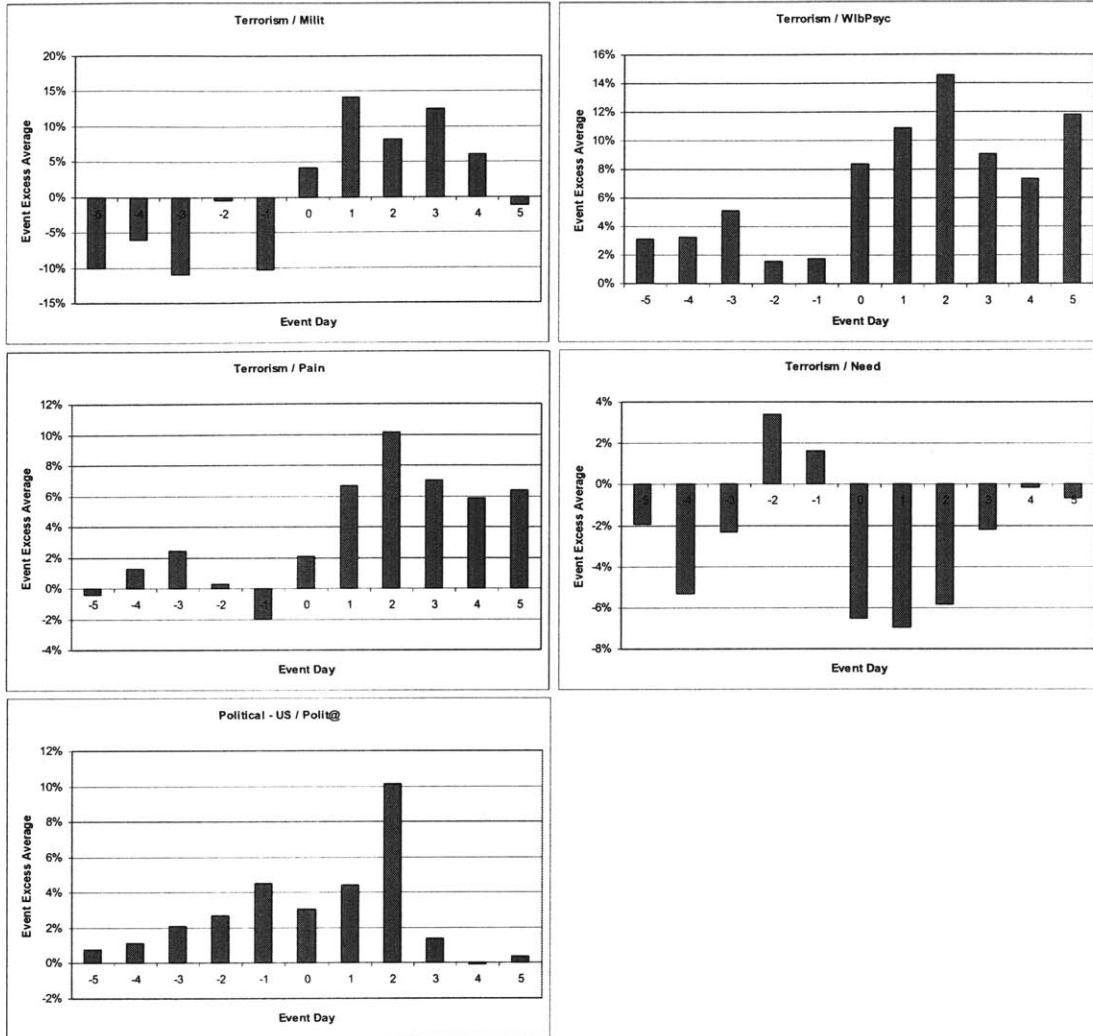 Terrorism / Milit
20%
15%
10%
5%
0%
-5%
-10%
-15%
Event Excess Average
-5 -4 -3 -2 -1 0 1 2 3 4 5
Event Day
Terrorism / WlbPsyc
16%
14%
12%
10%
8%
6%
4%
2%
0%
Event Excess Average
-5 -4 -3 -2 -1 0 1 2 3 4 5
Event Day
Terrorism / Pain
12%
10%
8%
6%
4%
2%
0%
-2%
-4%
Event Excess Average
-5 -4 -3 -2 -1 0 1 2 3 4 5
Event Day
Terrorism / Need
4%
2%
0%
-2%
-4%
-6%
-8%
Event Excess Average
-5 -4 -3 -2 -1 0 1 2 3 4 5
Event Day
Political - US / Polit@
12%
10%
8%
6%
4%
2%
0%
-2%
Event Excess Average
-5 -4 -3 -2 -1 0 1 2 3 4 5
Event Day